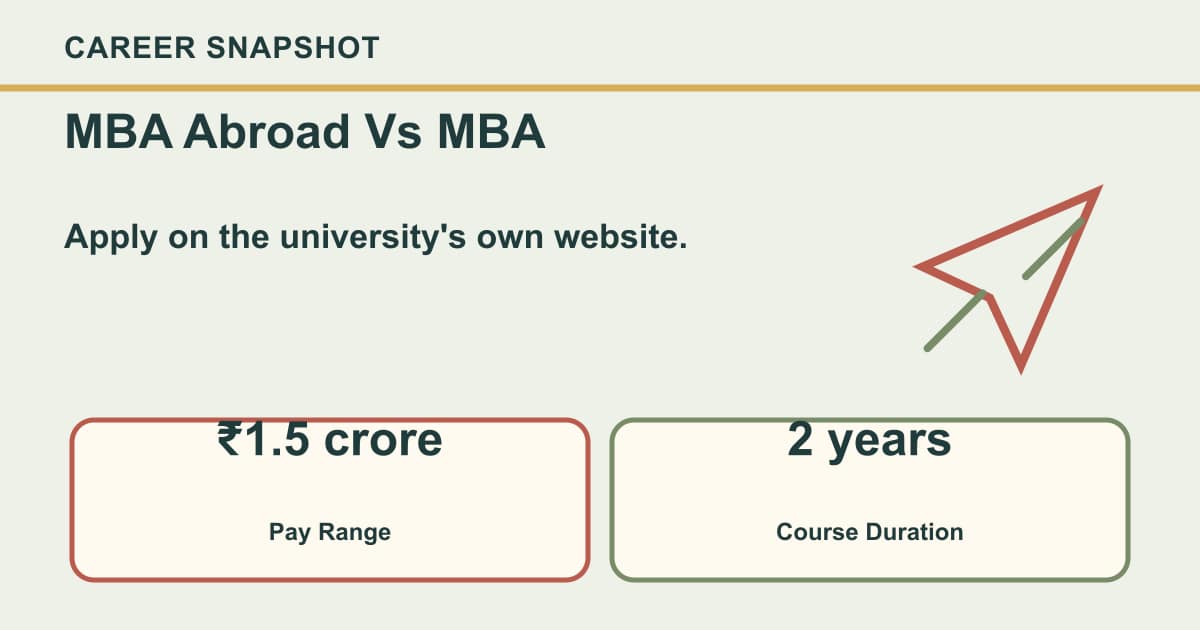 CAREER SNAPSHOT
MBA Abroad Vs MBA
Apply on the university's own website.
₹1.5 crore
Pay Range
2 years
Course Duration